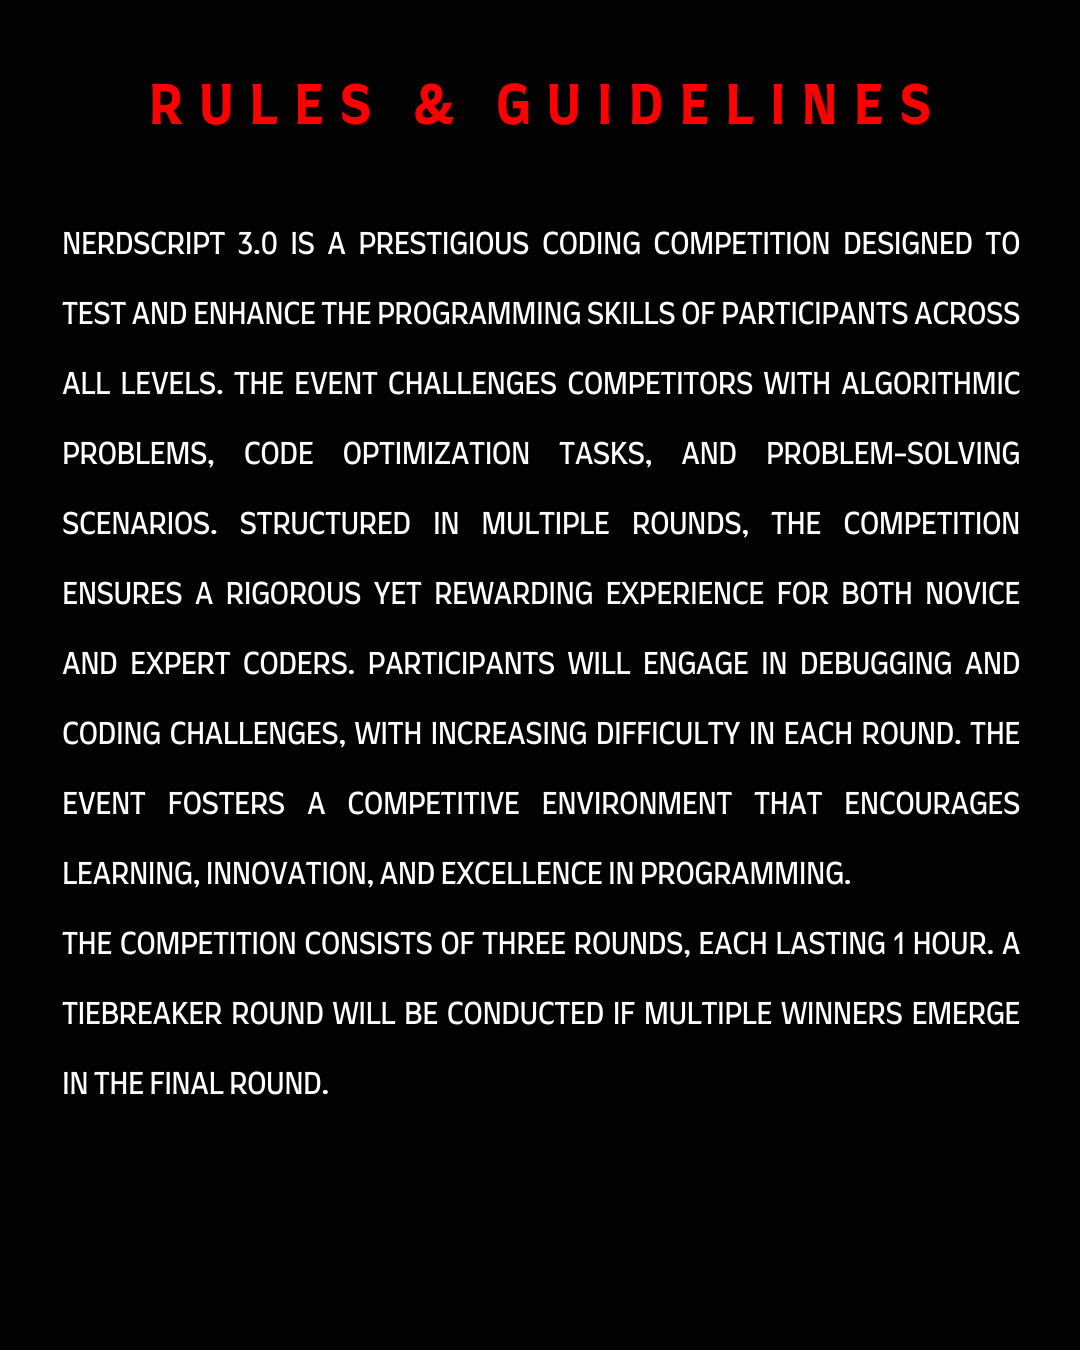 RULES & GUIDELINES
NERDSCRIPT 3.0 IS A PRESTIGIOUS CODING COMPETITION DESIGNED TO
TEST AND ENHANCE THE PROGRAMMING SKILLS OF PARTICIPANTS ACROSS
ALL LEVELS. THE EVENT CHALLENGES COMPETITORS WITH ALGORITHMIC
PROBLEMS, CODE OPTIMIZATION TASKS, AND PROBLEM-SOLVING
SCENARIOS. STRUCTURED IN MULTIPLE ROUNDS, THE COMPETITION
ENSURES A RIGOROUS YET REWARDING EXPERIENCE FOR BOTH NOVICE
AND EXPERT CODERS. PARTICIPANTS WILL ENGAGE IN DEBUGGING AND
CODING CHALLENGES, WITH INCREASING DIFFICULTY IN EACH ROUND. THE
EVENT FOSTERS A COMPETITIVE ENVIRONMENT THAT ENCOURAGES
LEARNING, INNOVATION, AND EXCELLENCE IN PROGRAMMING.
THE COMPETITION CONSISTS OF THREE ROUNDS, EACH LASTING 1 HOUR. A
TIEBREAKER ROUND WILL BE CONDUCTED IF MULTIPLE WINNERS EMERGE
IN THE FINAL ROUND.